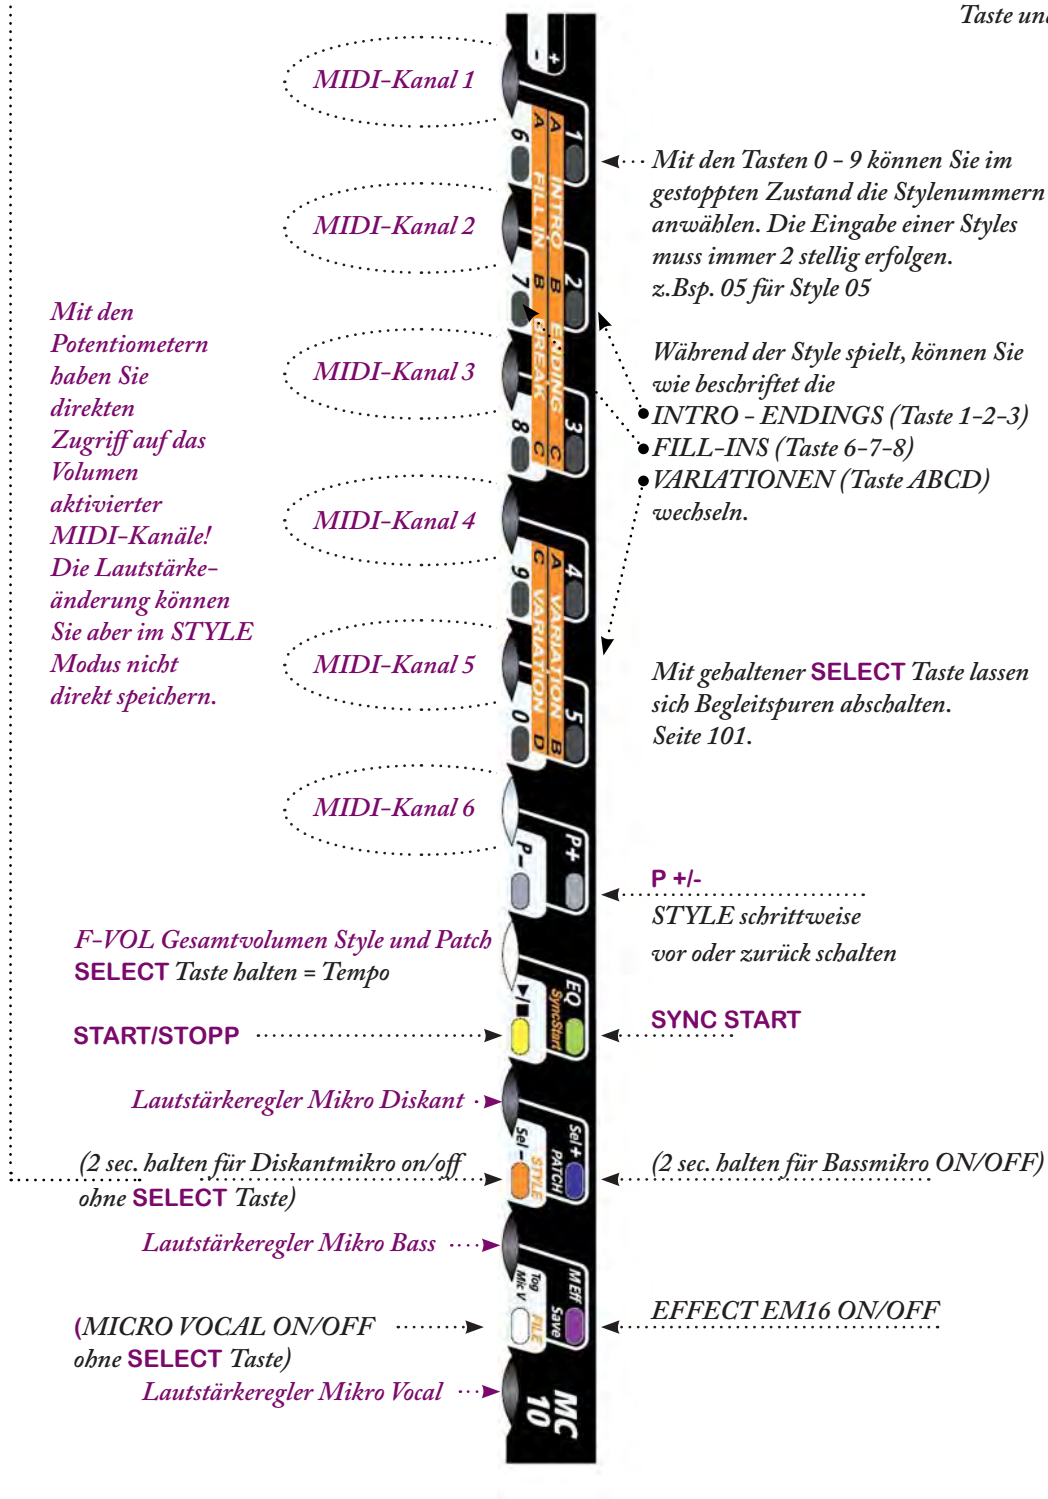 Taste und
MIDI-Kanal 1
MIDI-Kanal 2
MIDI-Kanal 3
MIDI-Kanal 4
MIDI-Kanal 5
MIDI-Kanal 6
Mit den
Potentiometern
haben Sie
direkten
Zugriff auf das
Volumen
aktivierter
MIDI-Kanäle!
Die Lautstärke-
änderung können
Sie aber im STYLE
Modus nicht
direkt speichern.
F-VOL Gesamtvolumen Style und Patch
SELECT Taste halten = Tempo
START/STOPP
Lautstärkeregler Mikro Diskant
(2 sec. halten für Diskantmikro on/off
ohne SELECT Taste)
Lautstärkeregler Mikro Bass
(MICRO VOCAL ON/OFF
ohne SELECT Taste)
Lautstärkeregler Mikro Vocal
+
-
1
6
A INTRO B ENDING C
A FILL IN B BREAK C
2
7
3
8
4
9
A VARIATION B
C VARIATION D
5
0
P+
P-
EQ
SyncStart
▶/■
Sel+
PATCH
STYLE
Sel-
MEff
Save
FILE
Tog
Mic V
MC
10
Mit den Tasten 0 - 9 können Sie im
gestoppten Zustand die Stylenummern
anwählen. Die Eingabe einer Styles
muss immer 2 stellig erfolgen.
z.Bsp. 05 für Style 05
Während der Style spielt, können Sie
wie beschriftet die
•INTRO - ENDINGS (Taste 1-2-3)
•FILL-INS (Taste 6-7-8)
•VARIATIONEN (Taste ABCD)
wechseln.
Mit gehaltener SELECT Taste lassen
sich Begleitspuren abschalten.
Seite 101.
P +/-
STYLE schrittweise
vor oder zurück schalten
SYNC START
(2 sec. halten für Bassmikro ON/OFF)
EFFECT EM16 ON/OFF